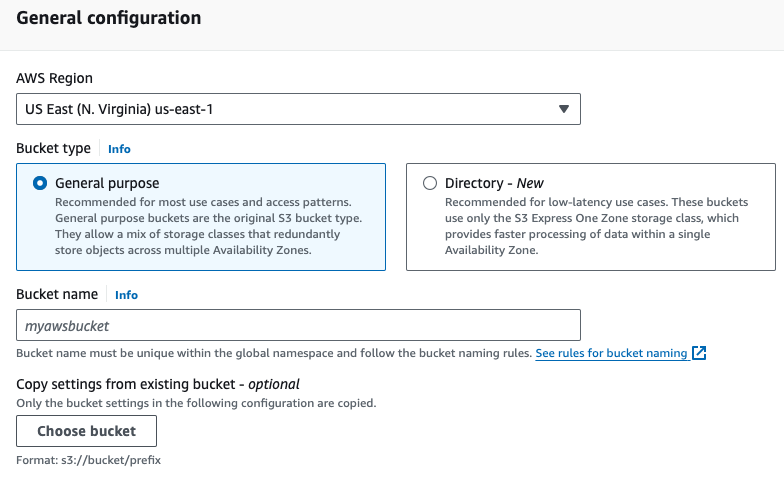 General configuration
AWS Region
US East (N. Virginia) us-east-1
Bucket type Info
General purpose
Recommended for most use cases and access patterns.
General purpose buckets are the original S3 bucket type.
They allow a mix of storage classes that redundantly
store objects across multiple Availability Zones.
Directory - New
Recommended for low-latency use cases. These buckets
use only the S3 Express One Zone storage class, which
provides faster processing of data within a single
Availability Zone.
Bucket name Info
myawsbucket
Bucket name must be unique within the global namespace and follow the bucket naming rules. See rules for bucket naming
Copy settings from existing bucket - optional
Only the bucket settings in the following configuration are copied.
Choose bucket
Format: s3://bucket/prefix